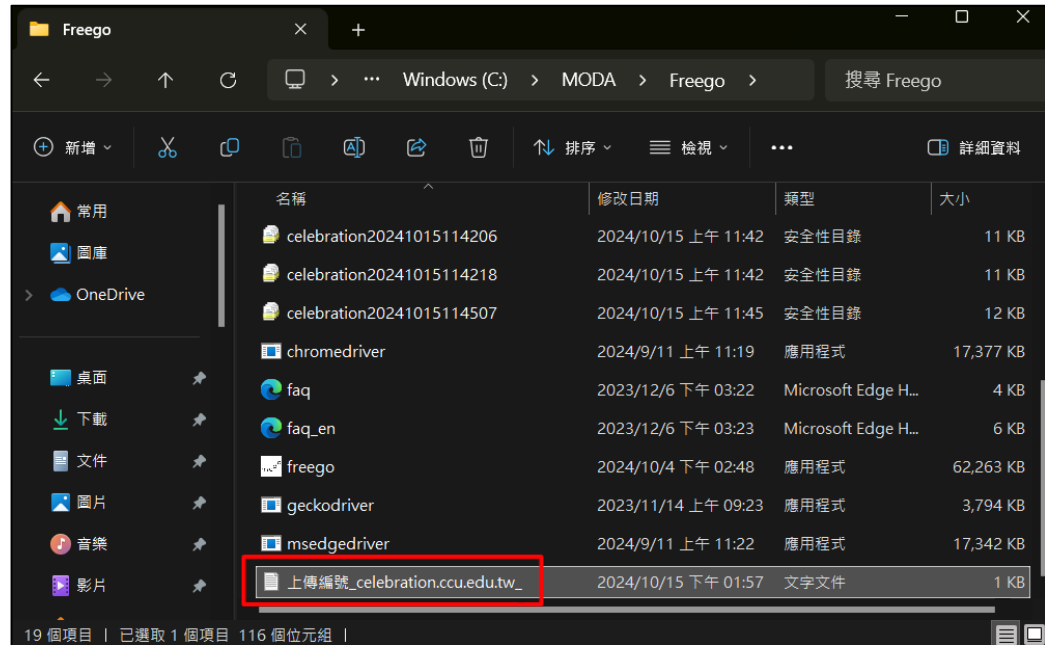 Freego
Windows (C:) > MODA > Freego >
搜尋 Freego
新增
排序
檢視
詳細資料
常用
圖庫
OneDrive
桌面
下載
文件
圖片
音樂
影片
名稱 修改日期 類型 大小
celebration20241015114206 2024/10/15 上午 11:42 安全性目錄 11 KB
celebration20241015114218 2024/10/15 上午 11:42 安全性目錄 11 KB
celebration20241015114507 2024/10/15 上午 11:45 安全性目錄 12 KB
chromedriver 2024/9/11 上午 11:19 應用程式 17,377 KB
faq 2023/12/6 下午 03:22 Microsoft Edge H... 4 KB
faq_en 2023/12/6 下午 03:23 Microsoft Edge H... 6 KB
freego 2024/10/4 下午 02:48 應用程式 62,263 KB
geckodriver 2023/11/14 上午 09:23 應用程式 3,794 KB
msedgedriver 2024/9/11 上午 11:22 應用程式 17,342 KB
上傳編號_celebration.ccu.edu.tw_ 2024/10/15 下午 01:57 文字文件 1 KB
19 個項目 | 已選取 1 個項目 116 個位元組 |